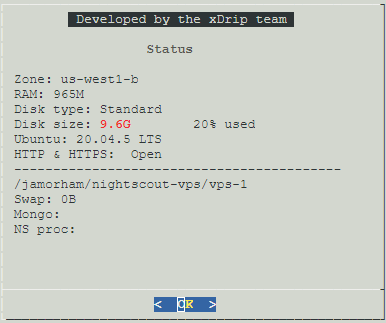 Developed by the xDrip team
Status
Zone: us-west1-b
RAM: 965M
Disk type: Standard
Disk size: 9.6G 20% used
Ubuntu: 20.04.5 LTS
HTTP & HTTPS: Open
-----------------------------------------
/jamorham/nightscout-vps/vps-1
Swap: 0B
Mongo:
NS proc:
< OK >